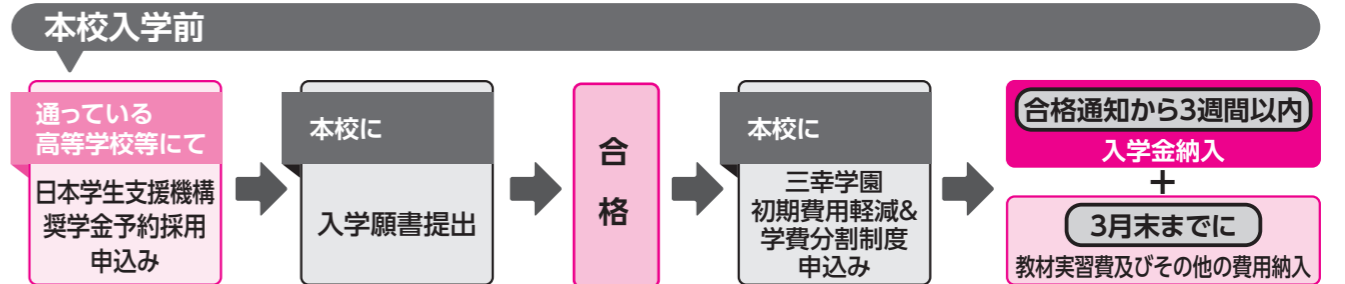 本校入学前
通っている
高等学校等にて
日本学生支援機構
奨学金予約採用
申込み
本校に
入学願書提出
合
格
本校に
三幸学園
初期費用軽減&
学費分割制度
申込み
合格通知から3週間以内
入学金納入
+
3月末までに
教材実習費及びその他の費用納入